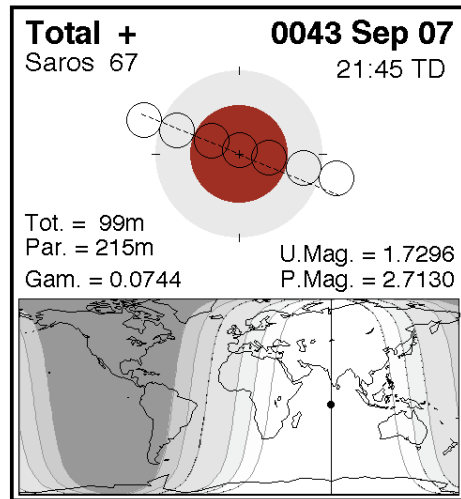 Total + 0043 Sep 07
Saros 67 21:45 TD
Tot. = 99m
Par. = 215m U.Mag. = 1.7296
Gam. = 0.0744 P.Mag. = 2.7130